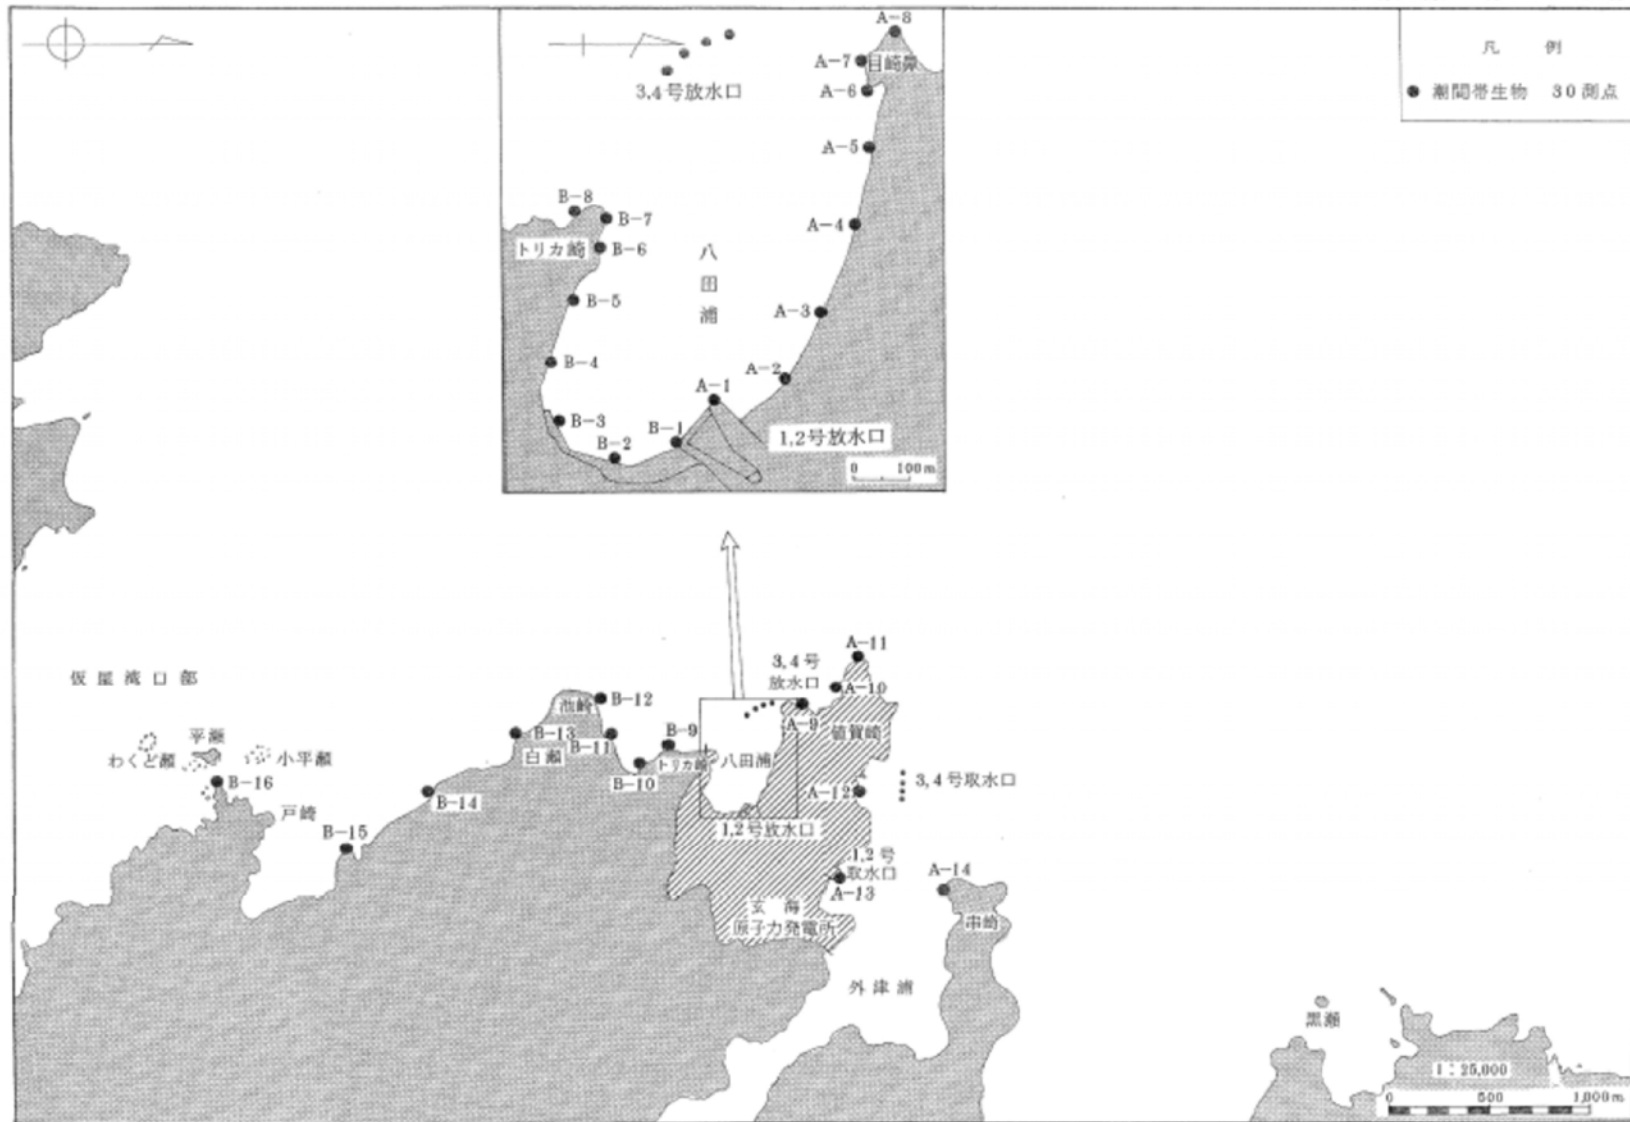 凡 例
潮間帯生物 30測点
A-8
A-7
目崎鼻
A-6
3,4号放水口
A-5
B-8
B-7
A-4
トリカ崎
B-6
八田浦
B-5
A-3
B-4
A-2
A-1
B-3
B-1
B-2
1,2号放水口
0 100m
A-11
3,4号
放水口
仮屋湾口部
A-10
B-12
池崎
A-9
値賀崎
平瀬
B-13
B-11
B-9
わくど瀬
小平瀬
白瀬
トリカ崎
八田浦
B-10
3,4号取水口
B-16
A-12
B-14
戸崎
1,2号放水口
B-15
1,2号
取水口
A-14
A-13
玄海
原子力発電所
串崎
外津浦
黒瀬
1:25,000
0 500 1,000m